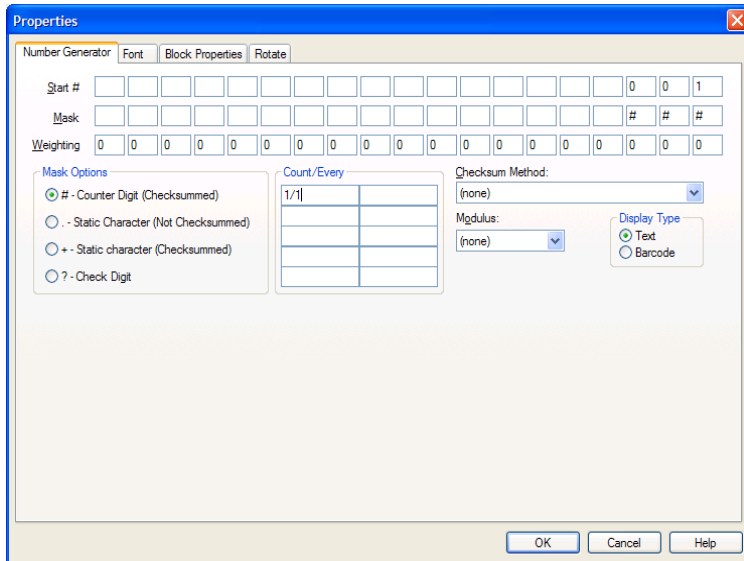 Properties
Number Generator Font Block Properties Rotate
Start # 0 0 1
Mask # # #
Weighting 0 0 0 0 0 0 0 0 0 0 0 0 0 0 0 0 0 0 0
Mask Options Count/Every Checksum Method:
# - Counter Digit (Checksummed) 1/1 (none)
. - Static Character (Not Checksummed) Modulus: Display Type
+ - Static character (Checksummed) (none) Text
? - Check Digit Barcode
OK Cancel Help